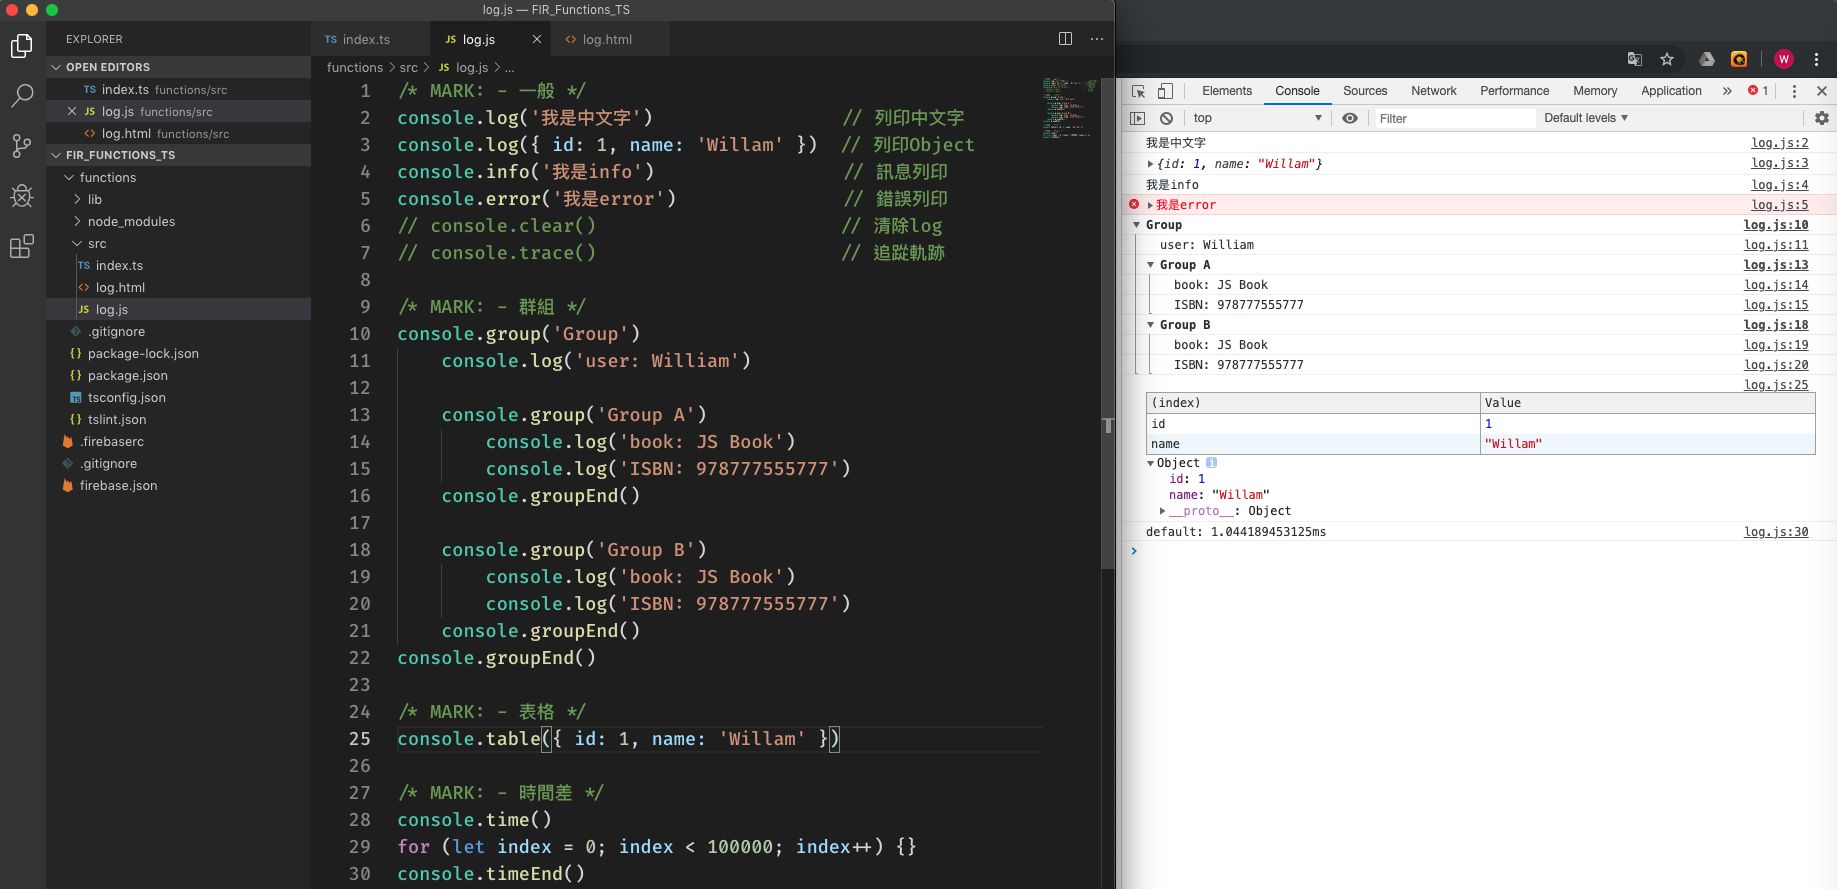 log.js — FIR_Functions_TS
EXPLORER
OPEN EDITORS
TS index.ts functions/src
JS log.js functions/src
<> log.html functions/src
FIR_FUNCTIONS_TS
functions
lib
node_modules
src
TS index.ts
<> log.html
JS log.js
.gitignore
{} package-lock.json
{} package.json
TS tsconfig.json
{} tslint.json
.firebaserc
.gitignore
firebase.json
TS index.ts
JS log.js
<> log.html
functions > src > JS log.js > ...
1 /* MARK: - 一般 */
2 console.log('我是中文字') // 列印中文字
3 console.log({ id: 1, name: 'Willam' }) // 列印Object
4 console.info('我是info') // 訊息列印
5 console.error('我是error') // 錯誤列印
6 // console.clear() // 清除log
7 // console.trace() // 追蹤軌跡
8
9 /* MARK: - 群組 */
10 console.group('Group')
11 console.log('user: William')
12
13 console.group('Group A')
14 console.log('book: JS Book')
15 console.log('ISBN: 978777555777')
16 console.groupEnd()
17
18 console.group('Group B')
19 console.log('book: JS Book')
20 console.log('ISBN: 978777555777')
21 console.groupEnd()
22 console.groupEnd()
23
24 /* MARK: - 表格 */
25 console.table({ id: 1, name: 'Willam' })
26
27 /* MARK: - 時間差 */
28 console.time()
29 for (let index = 0; index < 100000; index++) {}
30 console.timeEnd()
W
Elements Console Sources Network Performance Memory Application » 1
top Filter Default levels
我是中文字 log.js:2
{id: 1, name: "Willam"} log.js:3
我是info log.js:4
我是error log.js:5
Group log.js:10
user: William log.js:11
Group A log.js:13
book: JS Book log.js:14
ISBN: 978777555777 log.js:15
Group B log.js:18
book: JS Book log.js:19
ISBN: 978777555777 log.js:20
log.js:25
(index) Value
id 1
name "Willam"
Object i
id: 1
name: "Willam"
__proto__: Object
default: 1.044189453125ms log.js:30